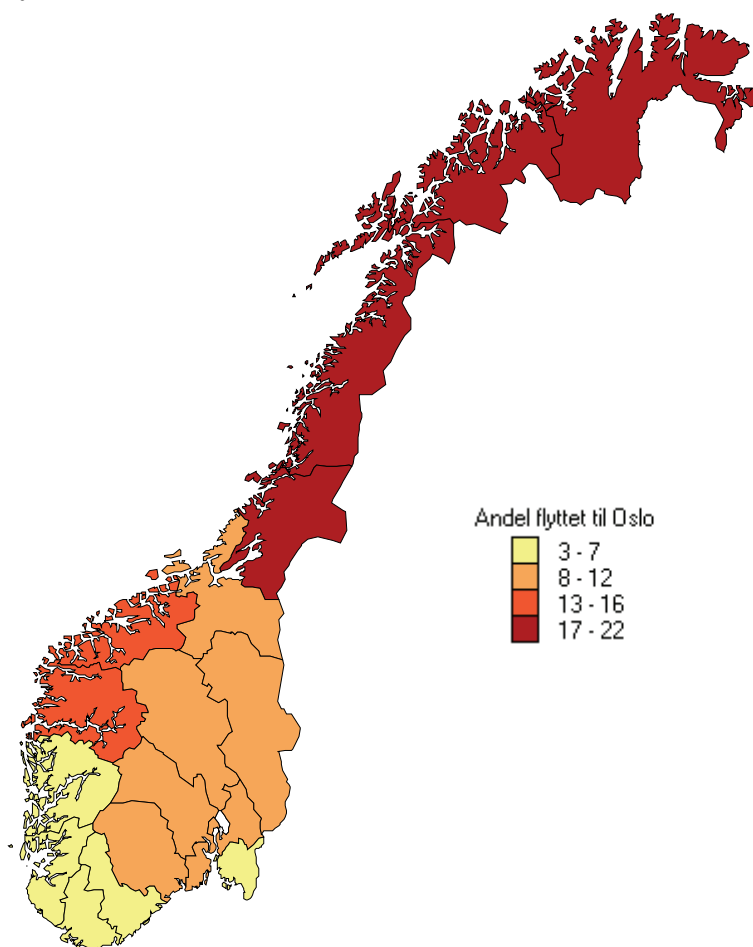 Andel flyttet til Oslo
3 - 7
8 - 12
13 - 16
17 - 22